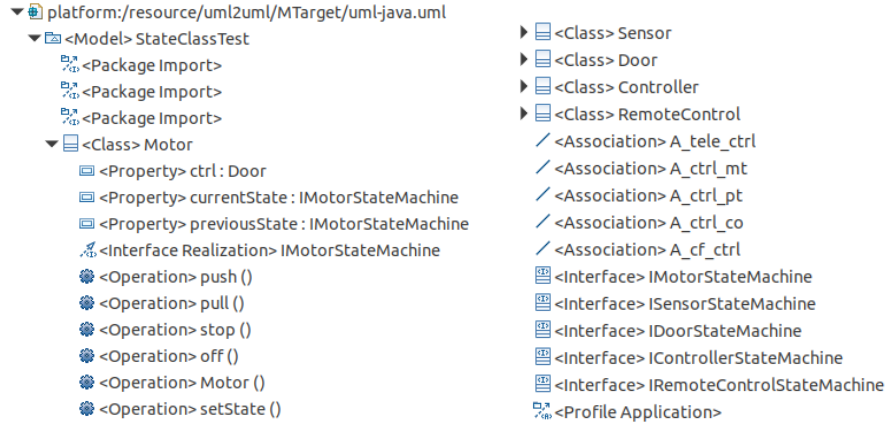 platform:/resource/uml2uml/MTarget/uml-java.uml
<Model> StateClassTest
<Package Import>
<Package Import>
<Package Import>
<Class> Motor
<Property> ctrl : Door
<Property> currentState : IMotorStateMachine
<Property> previousState : IMotorStateMachine
<Interface Realization> IMotorStateMachine
<Operation> push ()
<Operation> pull ()
<Operation> stop ()
<Operation> off ()
<Operation> Motor ()
<Operation> setState ()
<Class> Sensor
<Class> Door
<Class> Controller
<Class> RemoteControl
<Association> A_tele_ctrl
<Association> A_ctrl_mt
<Association> A_ctrl_pt
<Association> A_ctrl_co
<Association> A_cf_ctrl
<Interface> IMotorStateMachine
<Interface> ISensorStateMachine
<Interface> IDoorStateMachine
<Interface> IControllerStateMachine
<Interface> IRemoteControlStateMachine
<Profile Application>